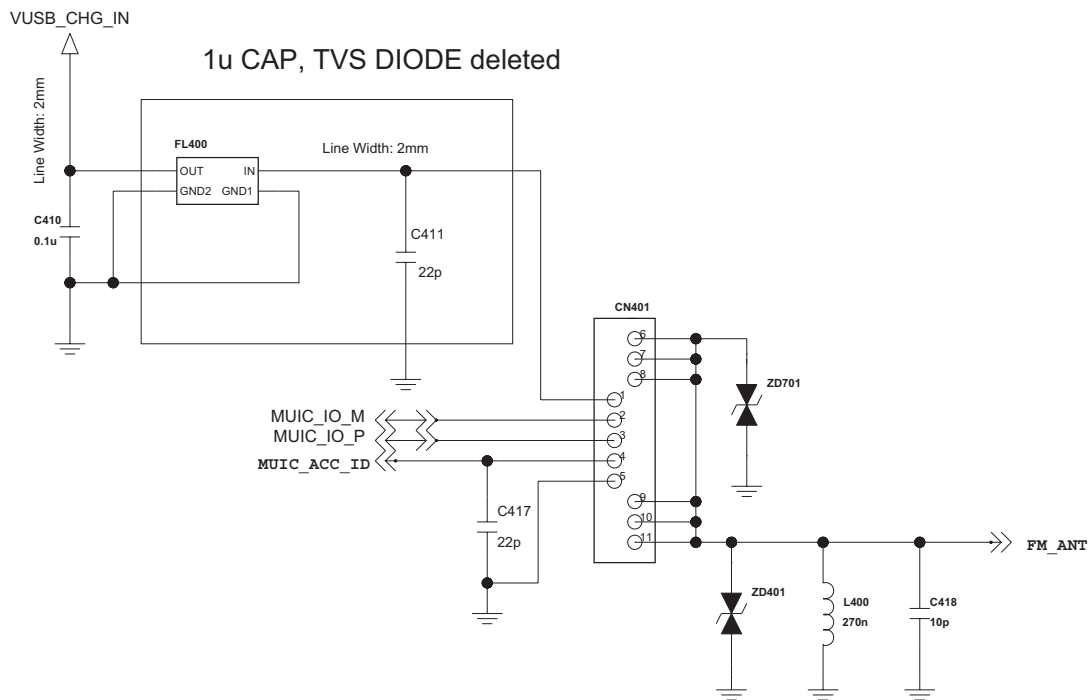 VUSB_CHG_IN
1u CAP, TVS DIODE deleted
Line Width: 2mm
FL400
Line Width: 2mm
OUT IN
GND2 GND1
C410
0.1u
C411
22p
CN401
6
7
8
ZD701
1
MUIC_IO_M 2
MUIC_IO_P 3
MUIC_ACC_ID 4
5
9
C417
10
22p
11
FM_ANT
ZD401
L400
270n
C418
10p